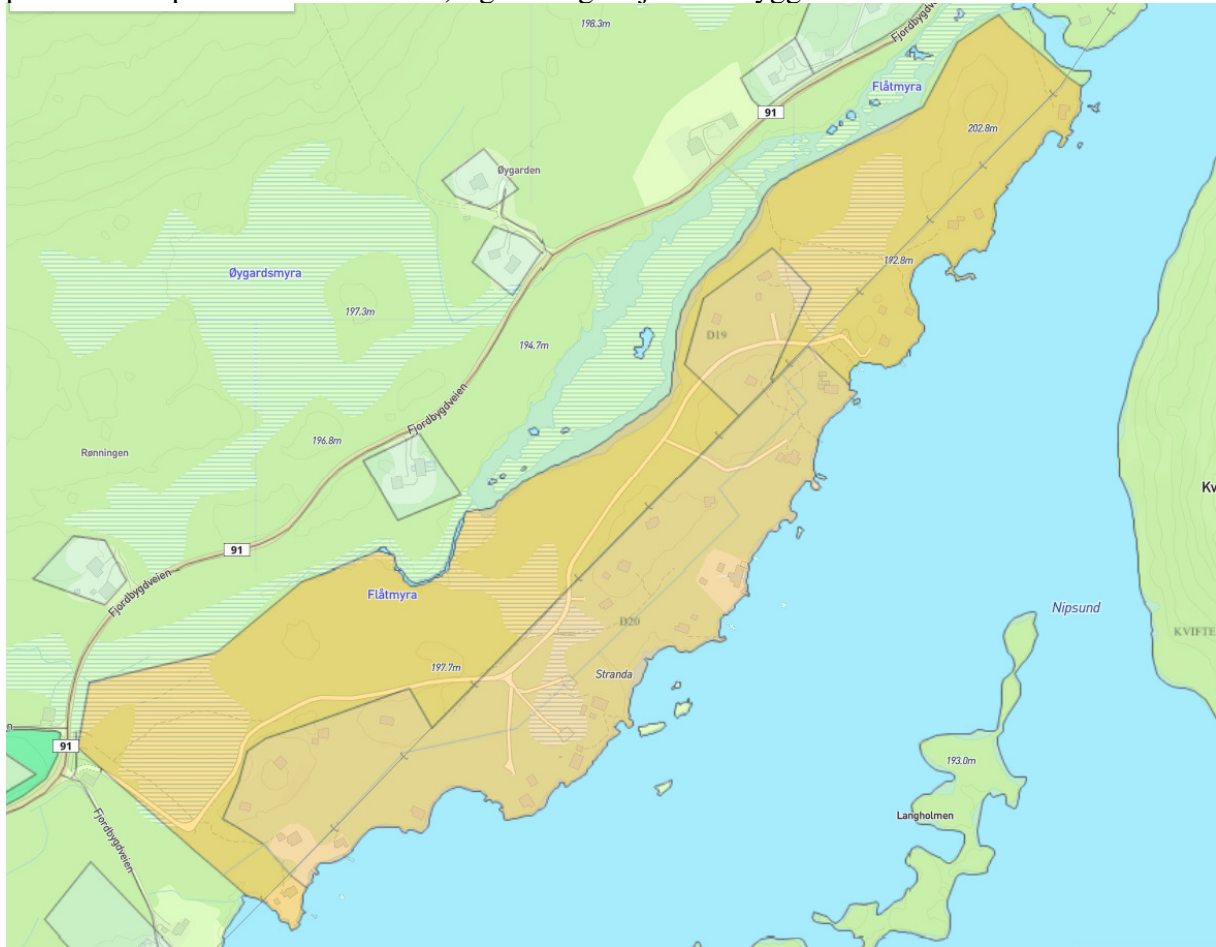 198.3m
Fjordbygdveien
Flåtmyra
91
202.8m
Øygarden
Øygardsmyra
192.8m
197.3m
D19
194.7m
Fjordbygdveien
196.8m
Rønningen
Kv
91
Fjordbygdveien
Flåtmyra
Nipsund
D20
KVIFTE
197.7m
Stranda
91
193.0m
Langholmen
Fjordbygdveien